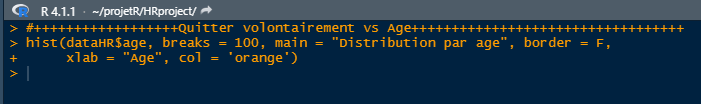 R 4.1.1 · ~/projetR/HRproject/
> #+++++++++++++++++Quitter volontairement vs Age+++++++++++++++++++++++++++++++++
> hist(dataHR$age, breaks = 100, main = "Distribution par age", border = F,
+      xlab = "Age", col = 'orange')
>